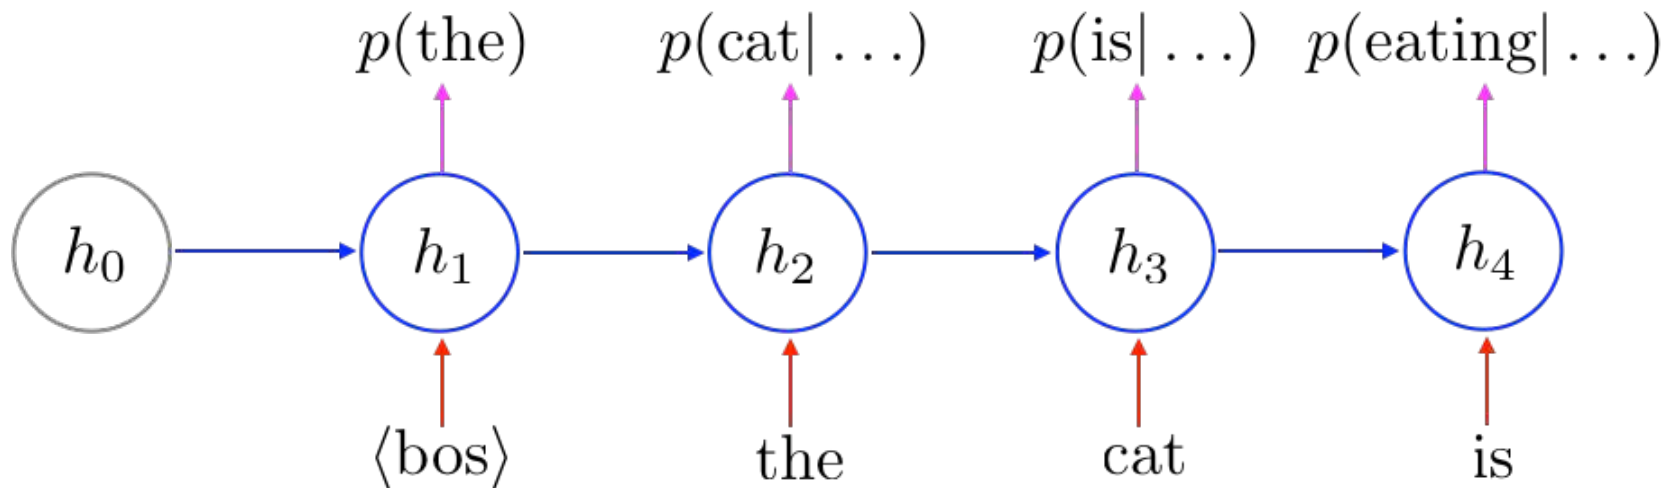 p(the) p(cat| ...) p(is| ...) p(eating| ...)
h₀ h₁ h₂ h₃ h₄
⟨bos⟩ the cat is